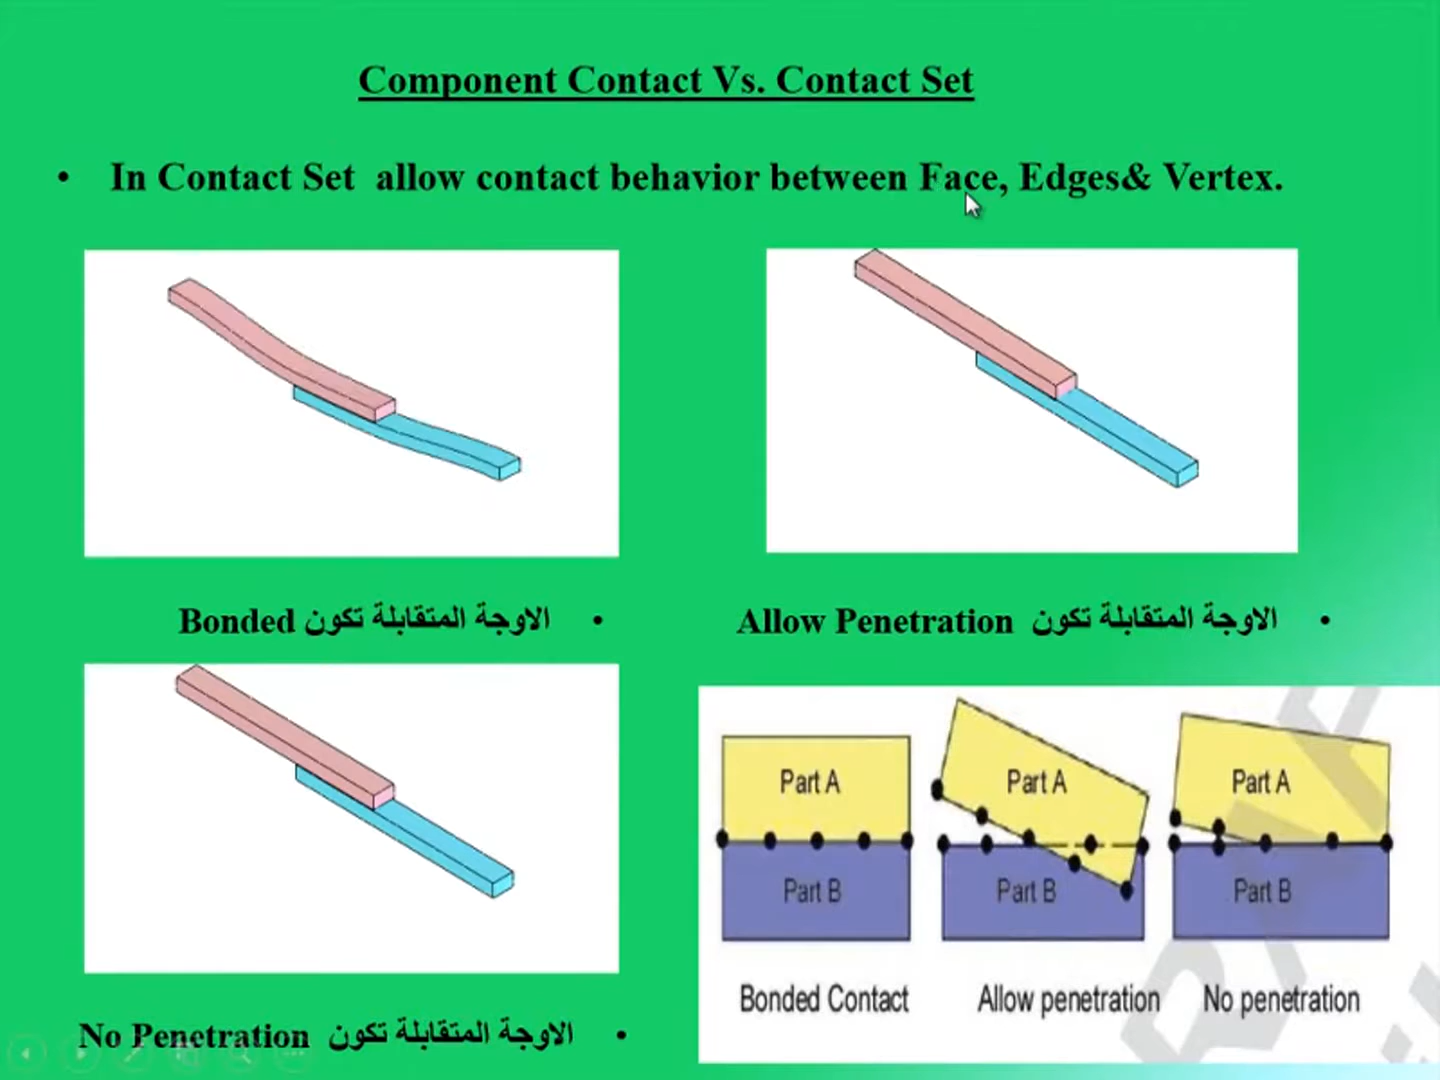 Component Contact Vs. Contact Set
• In Contact Set allow contact behavior between Face, Edges& Vertex.
• الاوجة المتقابلة تكون Bonded
• الاوجة المتقابلة تكون Allow Penetration
Part A
Part A
Part A
Part B
Part B
Part B
Bonded Contact
Allow penetration
No penetration
• الاوجة المتقابلة تكون No Penetration